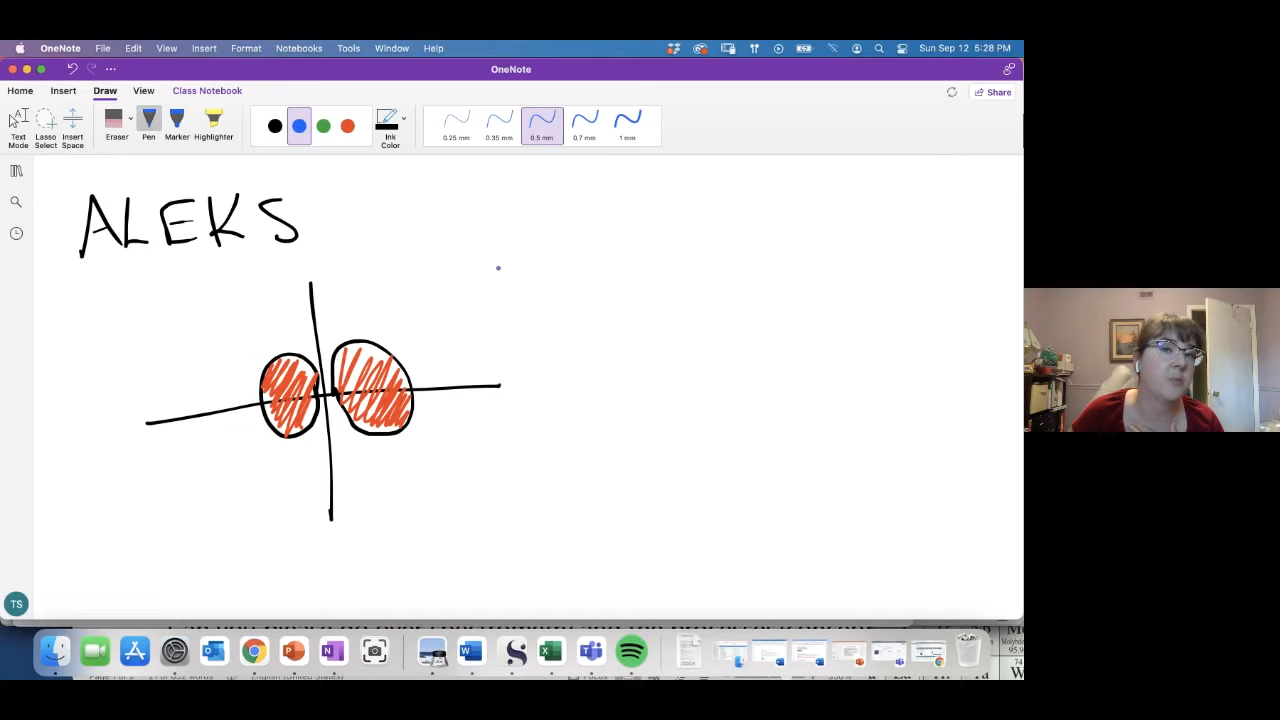 OneNote File Edit View Insert Format Notebooks Tools Window Help Sun Sep 12 5:28 PM
OneNote
Home Insert Draw View Class Notebook Share
Text Mode Lasso Select Insert Space Eraser Pen Marker Highlighter Ink Color 0.25 mm 0.35 mm 0.5 mm 0.7 mm 1 mm
ALEKS
TS